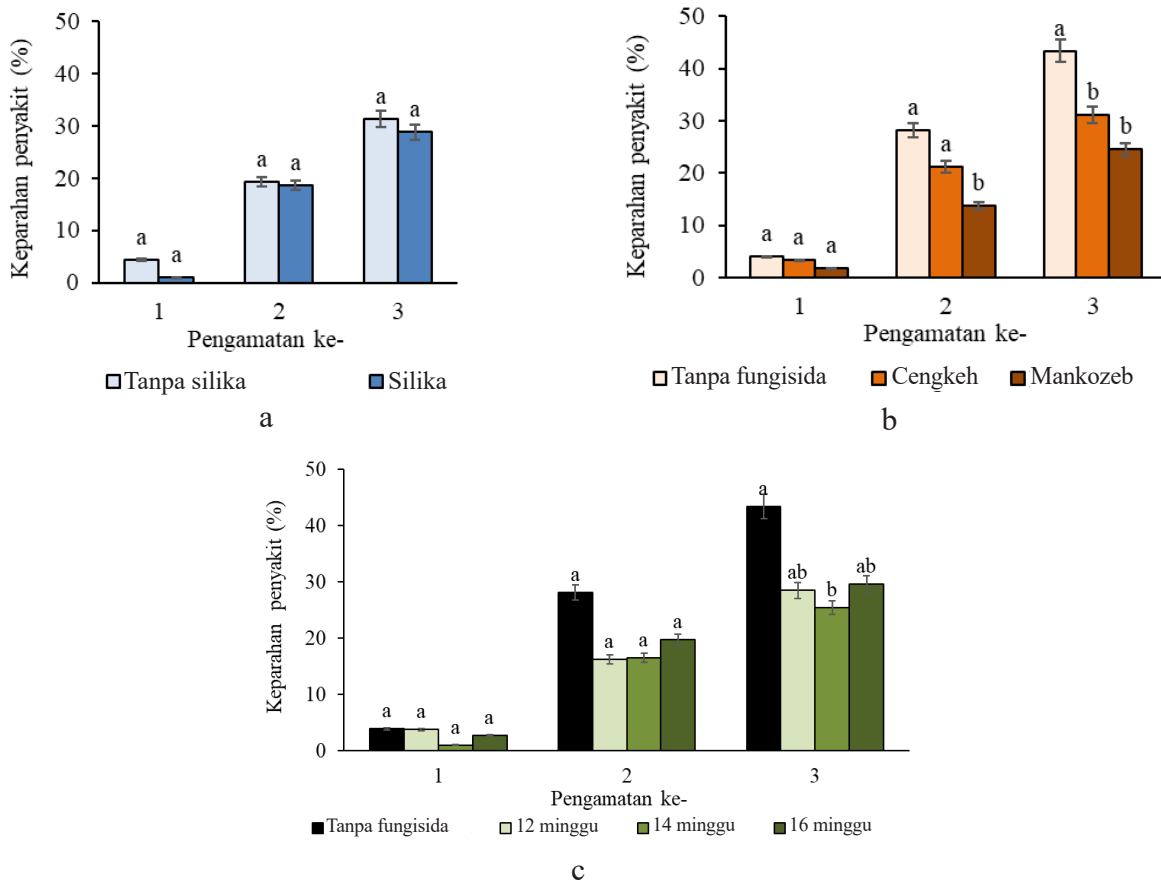 Keparahan penyakit (%)
50
40
30
20
10
0
a
a
a
a
a
a
1
2
3
Pengamatan ke-
Tanpa silika
Silika
a
Keparahan penyakit (%)
50
40
30
20
10
0
a
a
a
a
a
b
a
b
b
1
2
3
Pengamatan ke-
Tanpa fungisida
Cengkeh
Mankozeb
b
Keparahan penyakit (%)
50
40
30
20
10
0
a
a
a
a
a
a
a
a
a
ab
b
ab
1
2
3
Pengamatan ke-
Tanpa fungisida
12 minggu
14 minggu
16 minggu
c